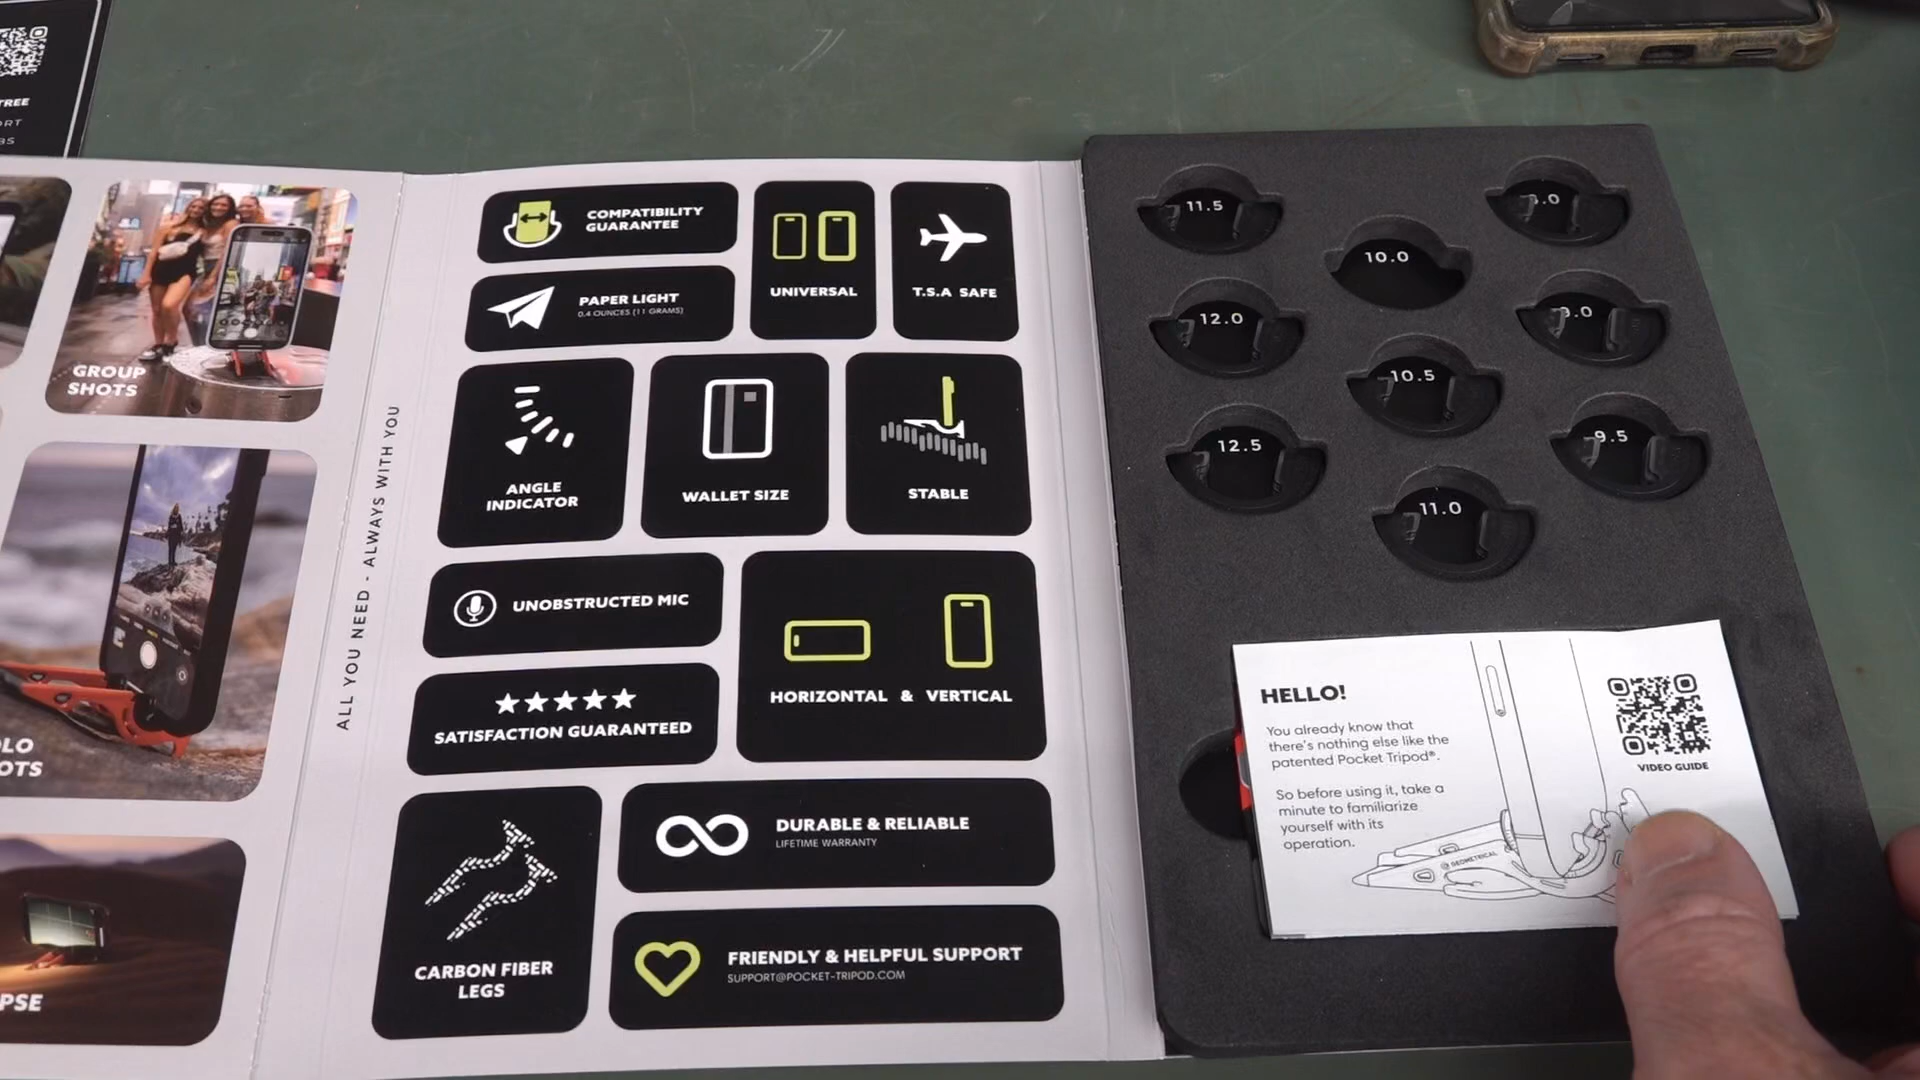 GROUP
SHOTS
ALL YOU NEED - ALWAYS WITH YOU
COMPATIBILITY
GUARANTEE
PAPER LIGHT
0.4 OUNCES (11 GRAMS)
UNIVERSAL
T.S.A SAFE
ANGLE
INDICATOR
WALLET SIZE
STABLE
UNOBSTRUCTED MIC
HORIZONTAL & VERTICAL
SATISFACTION GUARANTEED
CARBON FIBER
LEGS
DURABLE & RELIABLE
LIFETIME WARRANTY
FRIENDLY & HELPFUL SUPPORT
SUPPORT@POCKET-TRIPOD.COM
11.5
10.0
12.0
10.5
9.5
12.5
11.0
HELLO!
You already know that
there's nothing else like the
patented Pocket Tripod®.
So before using it, take a
minute to familiarize
yourself with its
operation.
VIDEO GUIDE
GEOMETRICAL